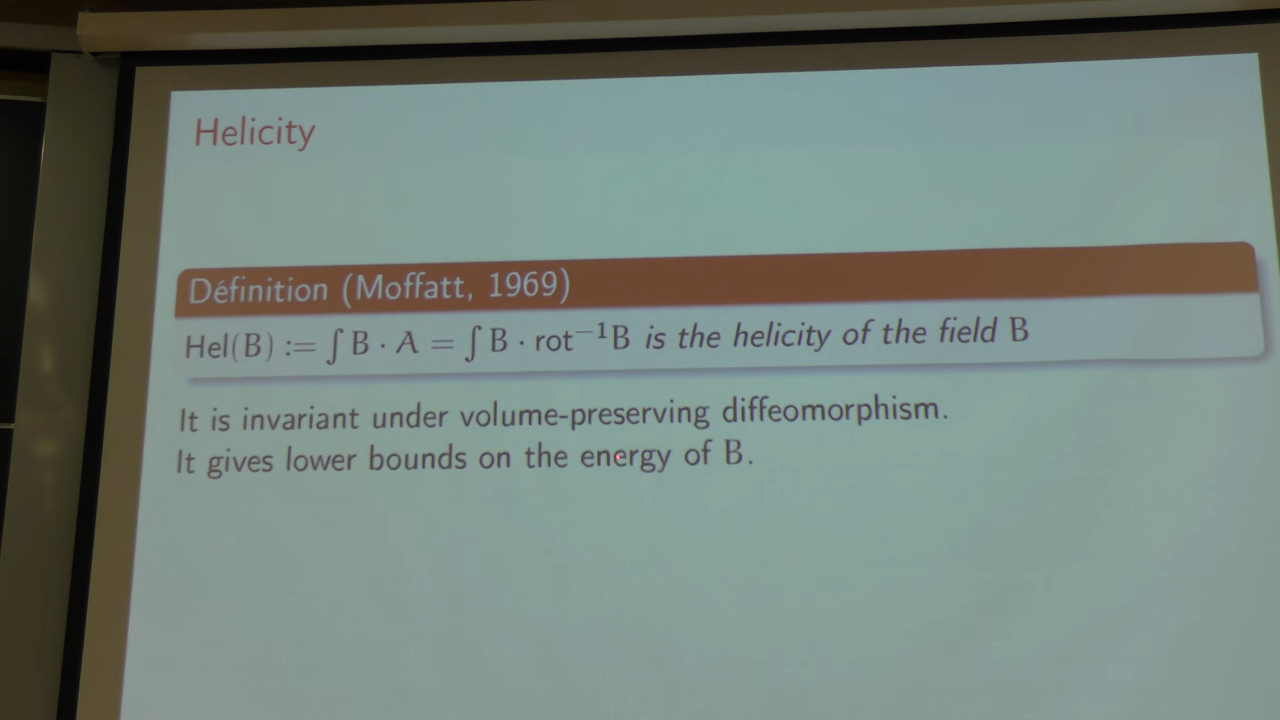 Helicity
Définition (Moffatt, 1969)
Hel(B) := ∫ B · A = ∫ B · rot⁻¹B is the helicity of the field B
It is invariant under volume-preserving diffeomorphism.
It gives lower bounds on the energy of B.